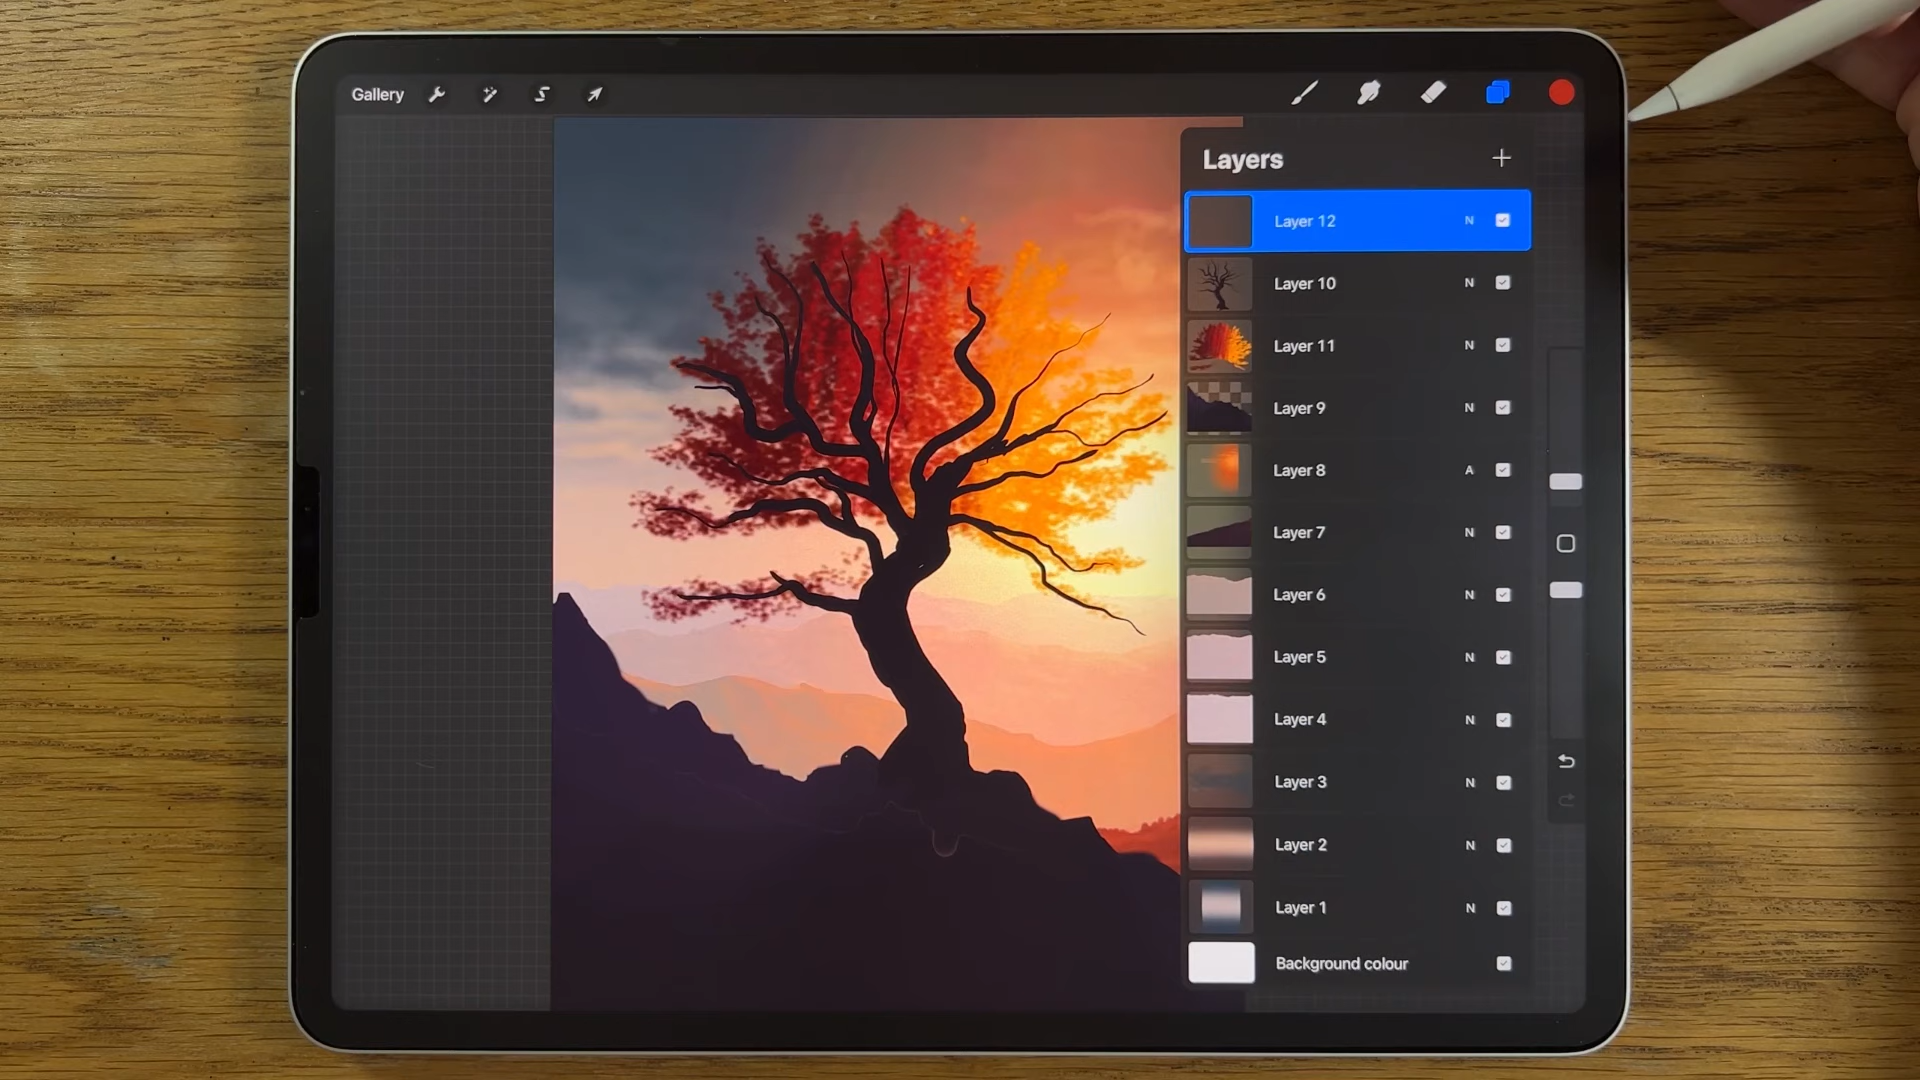 Gallery
Layers
Layer 12 N
Layer 10 N
Layer 11 N
Layer 9 N
Layer 8 A
Layer 7 N
Layer 6 N
Layer 5 N
Layer 4 N
Layer 3 N
Layer 2 N
Layer 1 N
Background colour